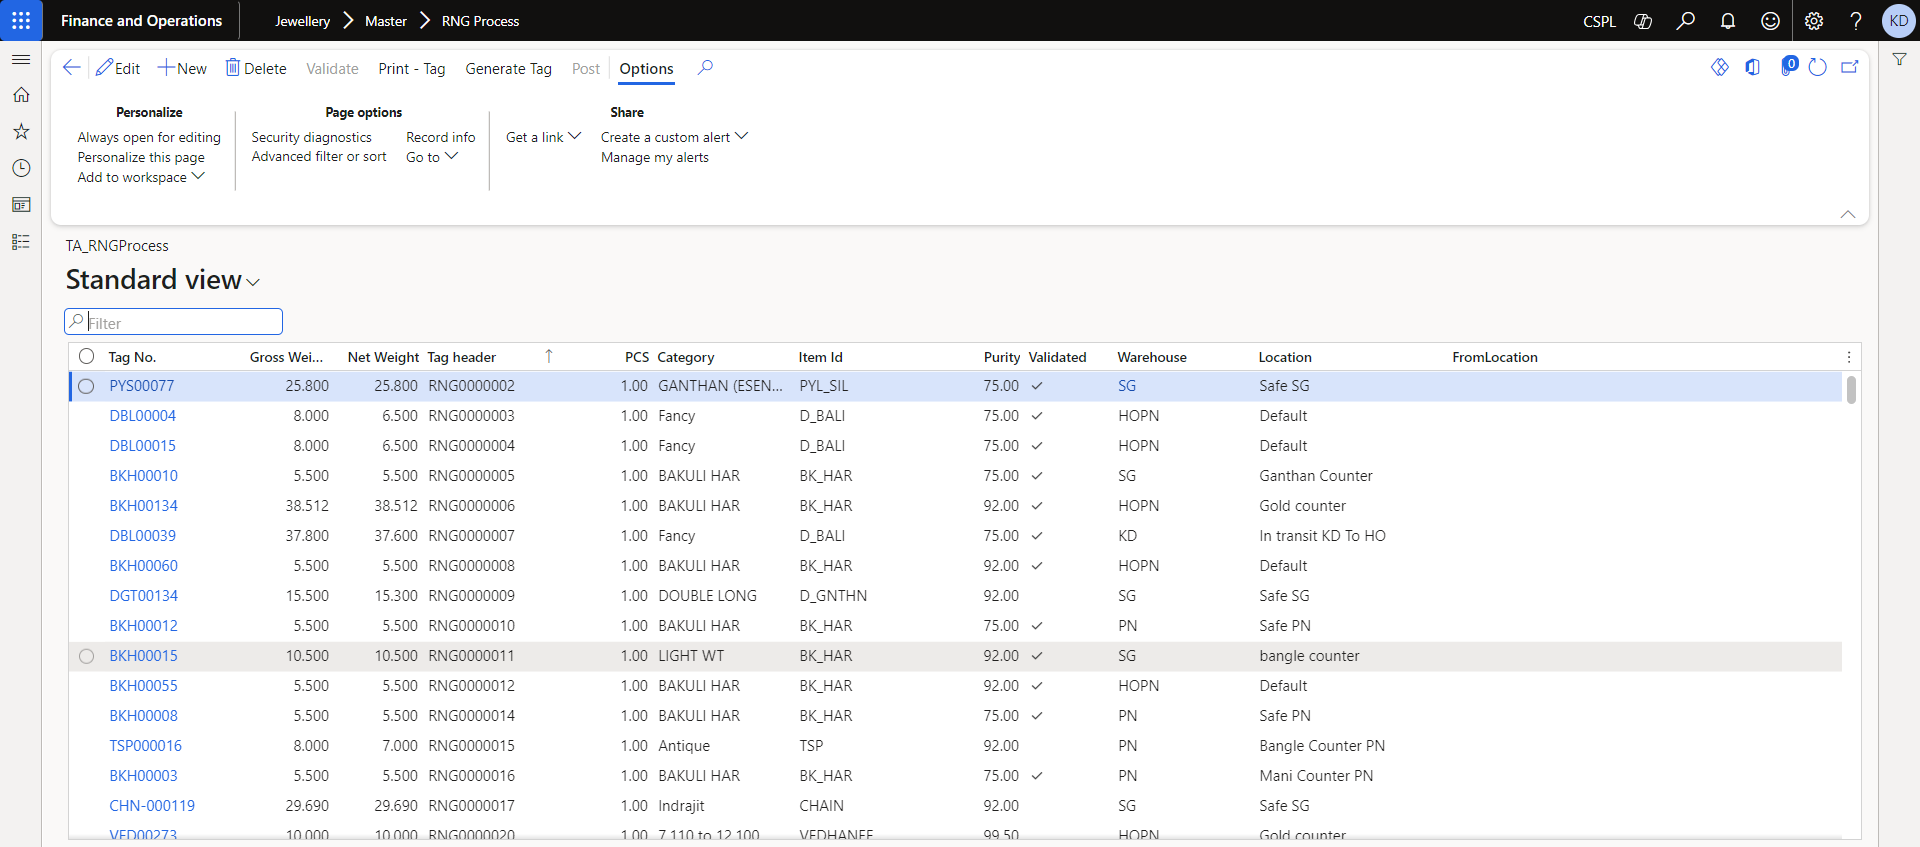 Finance and Operations Jewellery Master RNG Process CSPL KD
Edit New Delete Validate Print - Tag Generate Tag Post Options 0
Personalize Page options Share
Always open for editing Security diagnostics Record info Get a link Create a custom alert
Personalize this page Advanced filter or sort Go to Manage my alerts
Add to workspace
TA_RNGProcess
Standard view
Filter
Tag No. Gross Wei... Net Weight Tag header PCS Category Item Id Purity Validated Warehouse Location FromLocation
PYS00077 25.800 25.800 RNG0000002 1.00 GANTHAN (ESEN... PYL_SIL 75.00 SG Safe SG
DBL00004 8.000 6.500 RNG0000003 1.00 Fancy D_BALI 75.00 HOPN Default
DBL00015 8.000 6.500 RNG0000004 1.00 Fancy D_BALI 75.00 HOPN Default
BKH00010 5.500 5.500 RNG0000005 1.00 BAKULI HAR BK_HAR 75.00 SG Ganthan Counter
BKH00134 38.512 38.512 RNG0000006 1.00 BAKULI HAR BK_HAR 92.00 HOPN Gold counter
DBL00039 37.800 37.600 RNG0000007 1.00 Fancy D_BALI 75.00 KD In transit KD To HO
BKH00060 5.500 5.500 RNG0000008 1.00 BAKULI HAR BK_HAR 92.00 HOPN Default
DGT00134 15.500 15.300 RNG0000009 1.00 DOUBLE LONG D_GNTHN 92.00 SG Safe SG
BKH00012 5.500 5.500 RNG0000010 1.00 BAKULI HAR BK_HAR 75.00 PN Safe PN
BKH00015 10.500 10.500 RNG0000011 1.00 LIGHT WT BK_HAR 92.00 SG bangle counter
BKH00055 5.500 5.500 RNG0000012 1.00 BAKULI HAR BK_HAR 92.00 HOPN Default
BKH00008 5.500 5.500 RNG0000014 1.00 BAKULI HAR BK_HAR 75.00 PN Safe PN
TSP000016 8.000 7.000 RNG0000015 1.00 Antique TSP 92.00 PN Bangle Counter PN
BKH00003 5.500 5.500 RNG0000016 1.00 BAKULI HAR BK_HAR 75.00 PN Mani Counter PN
CHN-000119 29.690 29.690 RNG0000017 1.00 Indrajit CHAIN 92.00 SG Safe SG
VED00273 10.000 10.000 RNG0000020 1.00 7.110 to 12.100 VEDHANEE 99.50 HOPN Gold counter